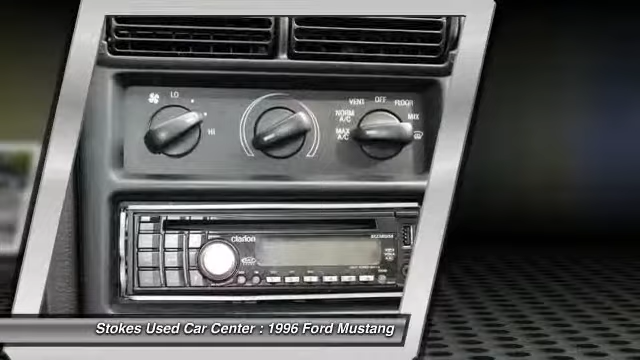 LO
HI
VENT
OFF
FLOOR
NORM
A/C
MIX
MAX
A/C
clarion
Stokes Used Car Center : 1996 Ford Mustang